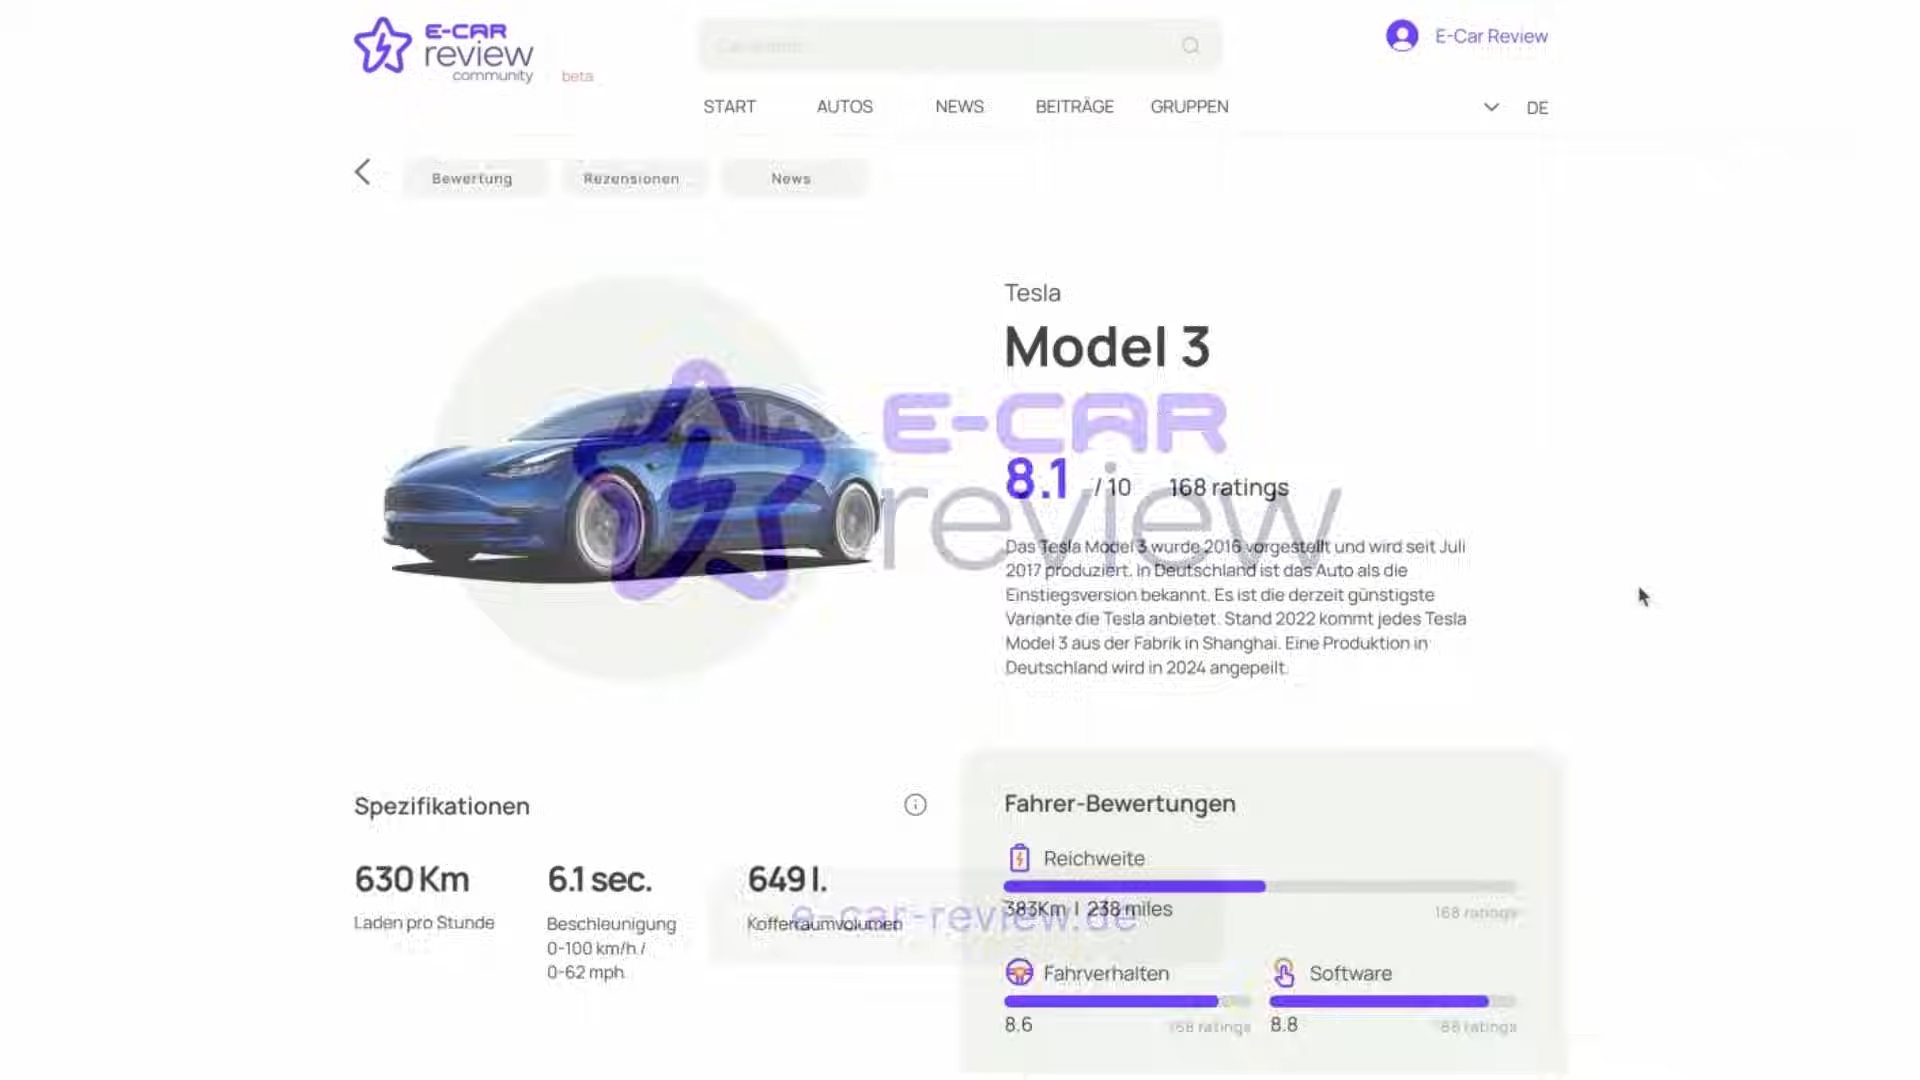 E-CAR
review
community
beta
E-Car Review
START AUTOS NEWS BEITRÄGE GRUPPEN DE
Bewertung Rezensionen News
Tesla
Model 3
E-CAR
review
8.1 / 10 168 ratings
Das Tesla Model 3 wurde 2016 vorgestellt und wird seit Juli
2017 produziert. In Deutschland ist das Auto als die
Einstiegsversion bekannt. Es ist die derzeit günstigste
Variante die Tesla anbietet. Stand 2022 kommt jedes Tesla
Model 3 aus der Fabrik in Shanghai. Eine Produktion in
Deutschland wird in 2024 angepeilt.
Spezifikationen
630 Km
Laden pro Stunde
6.1 sec.
Beschleunigung
0-100 km/h /
0-62 mph
649 l.
Kofferraumvolumen
e-car-review.de
Fahrer-Bewertungen
Reichweite
383Km | 238 miles
168 ratings
Fahrverhalten
8.6 168 ratings
Software
8.8 ratings